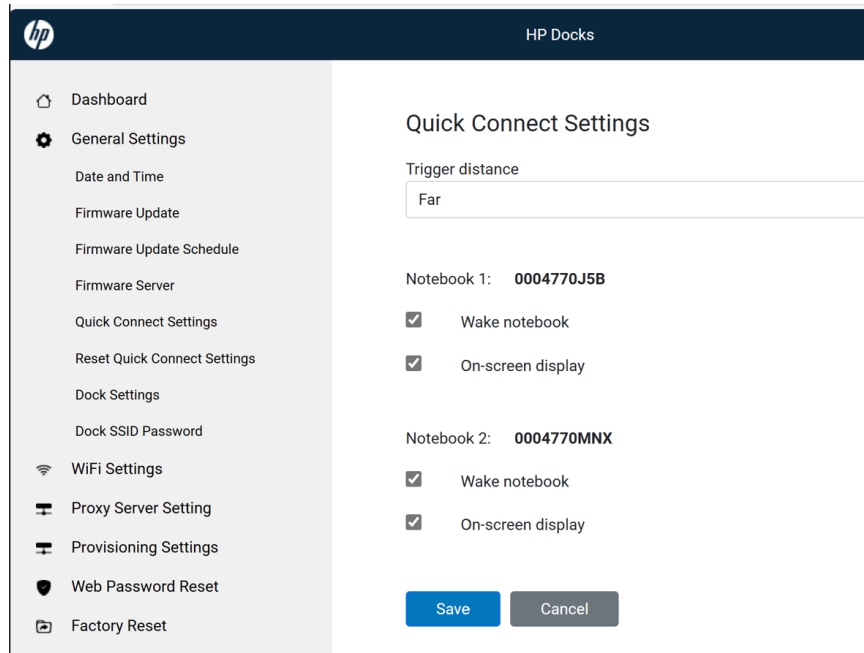 hp
HP Docks
Dashboard
General Settings
Date and Time
Firmware Update
Firmware Update Schedule
Firmware Server
Quick Connect Settings
Reset Quick Connect Settings
Dock Settings
Dock SSID Password
WiFi Settings
Proxy Server Setting
Provisioning Settings
Web Password Reset
Factory Reset
Quick Connect Settings
Trigger distance
Far
Notebook 1: 0004770J5B
Wake notebook
On-screen display
Notebook 2: 0004770MNX
Wake notebook
On-screen display
Save Cancel